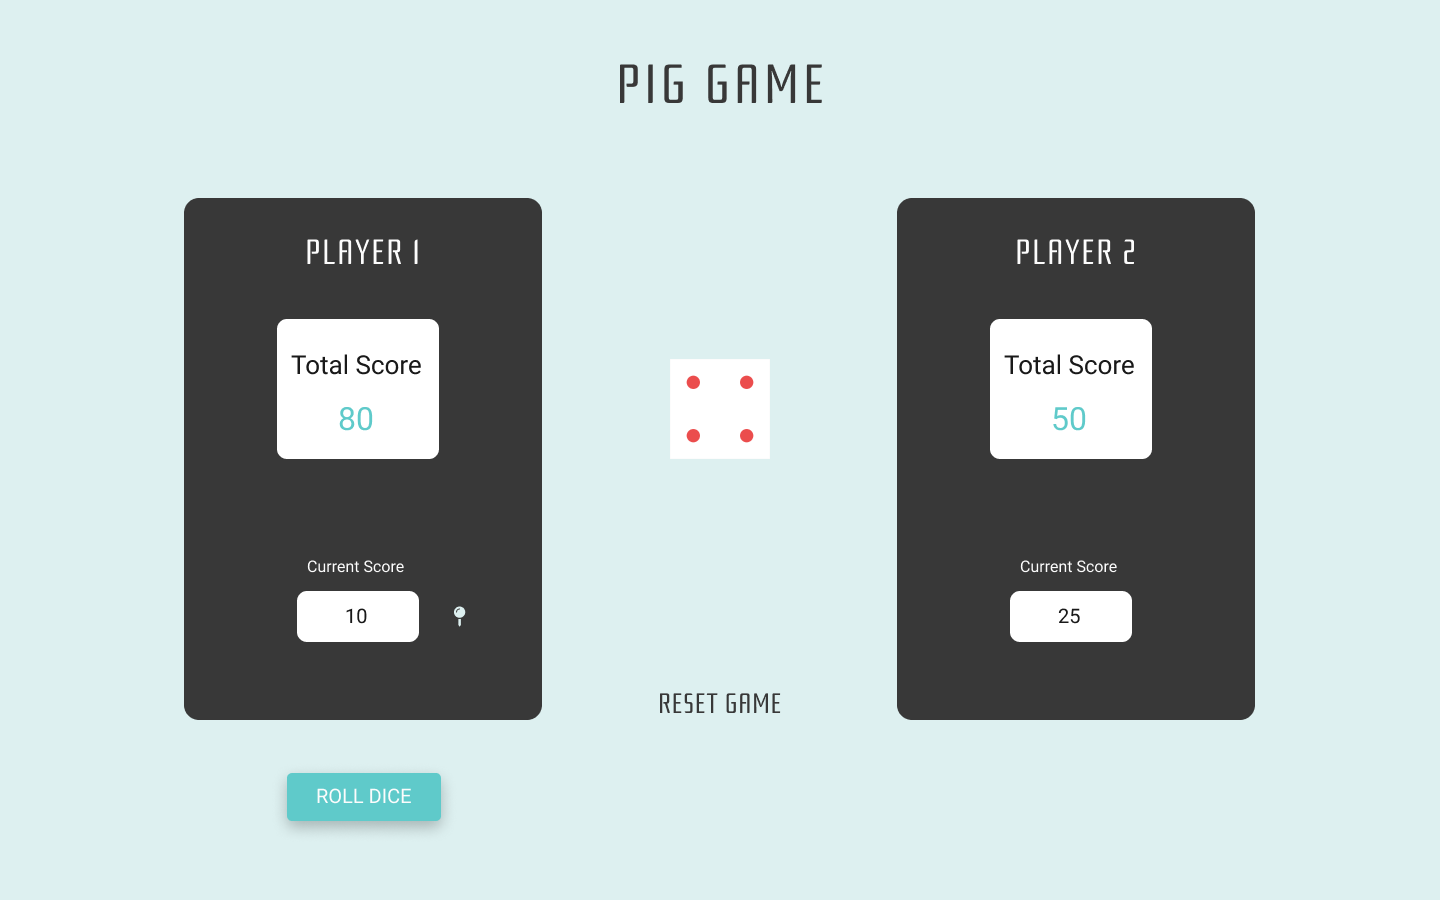 PIG GAME
PLAYER 1
Total Score
80
Current Score
10
PLAYER 2
Total Score
50
Current Score
25
RESET GAME
ROLL DICE